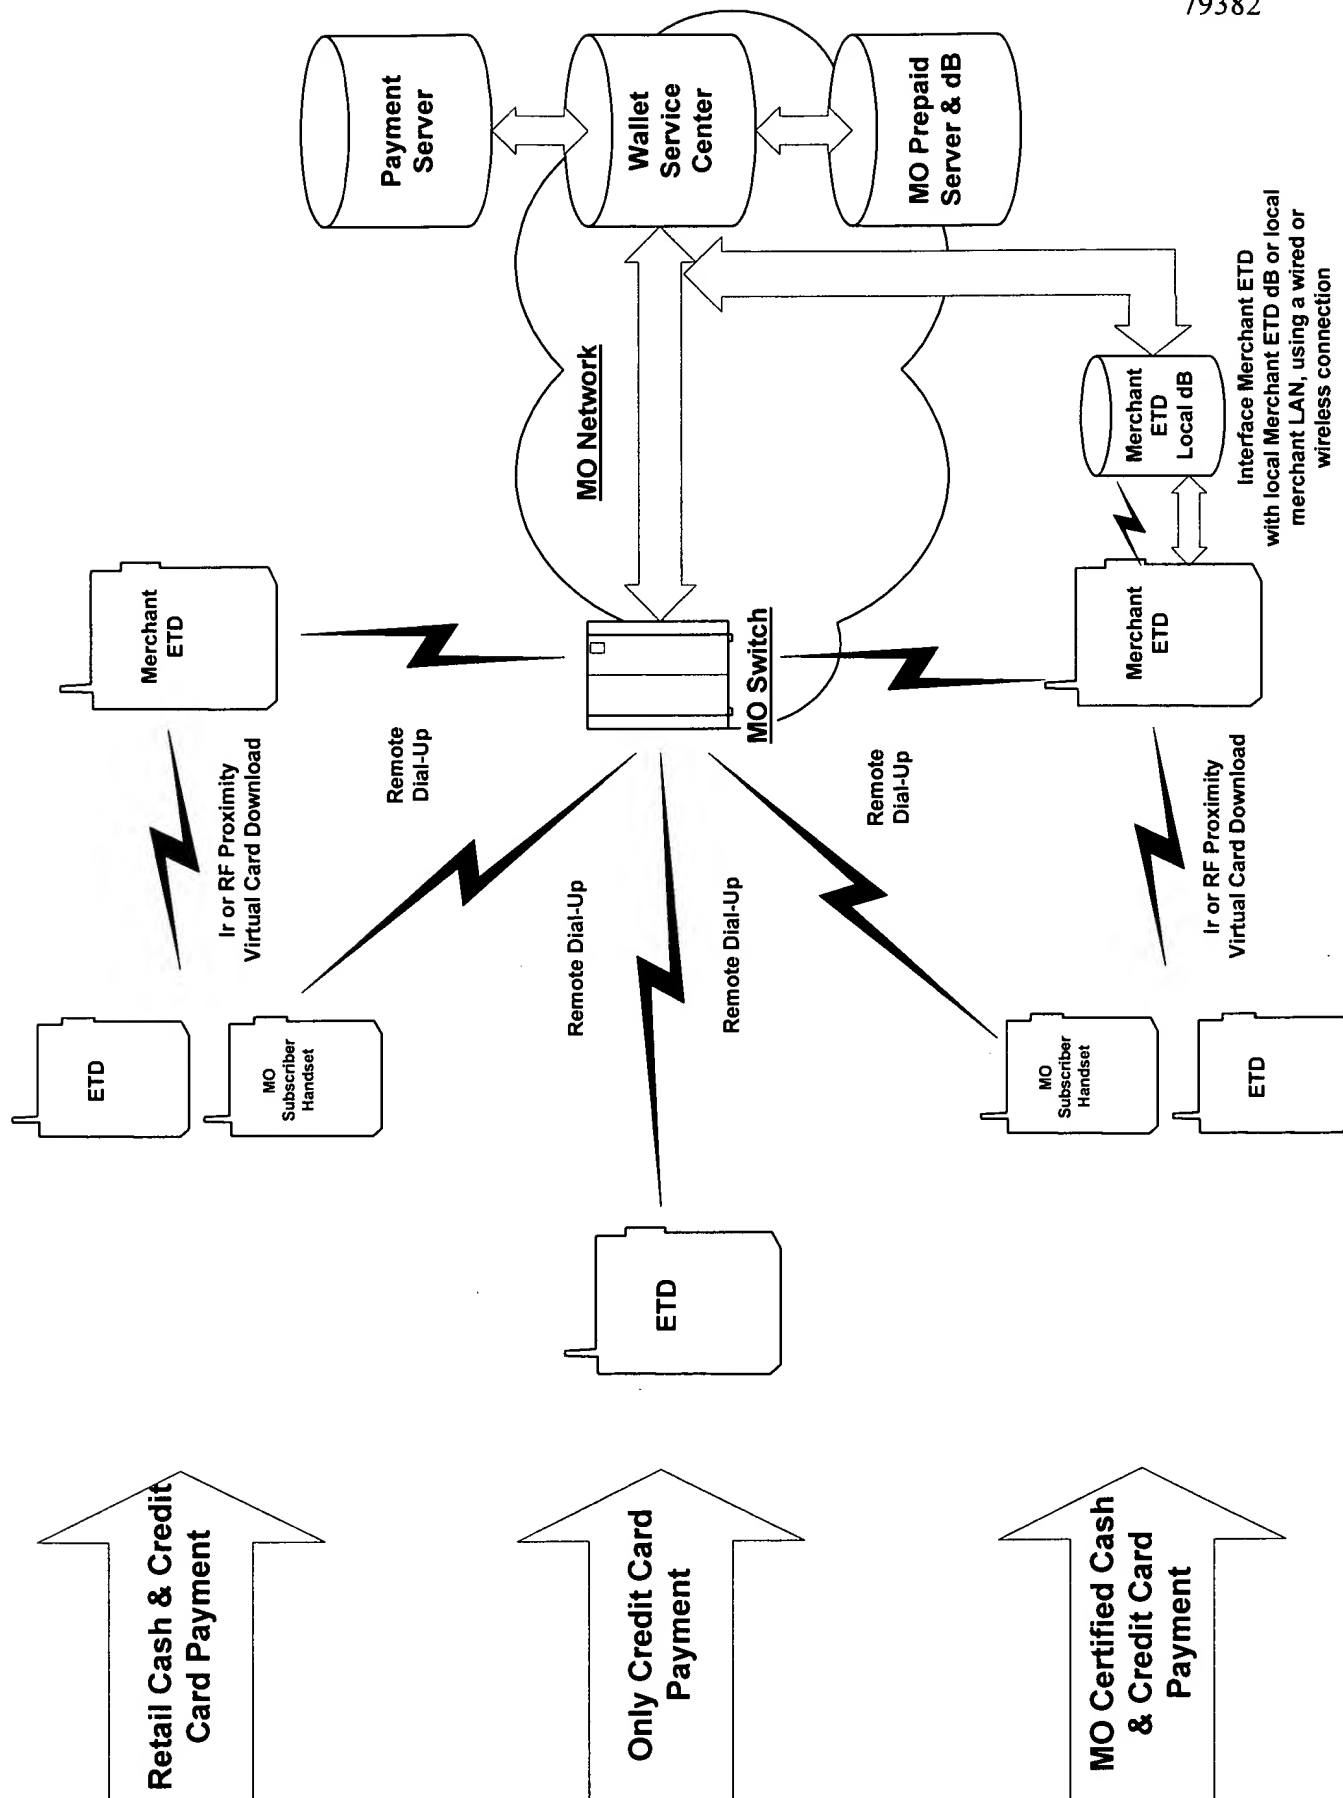 79382
Payment
Server
Wallet
Service
Center
MO Prepaid
Server & dB
MO Network
MO Switch
Merchant
ETD
Merchant
ETD
Merchant
ETD
Local dB
Interface Merchant ETD
with local Merchant ETD dB or local
merchant LAN, using a wired or
wireless connection
Ir or RF Proximity
Virtual Card Download
Remote
Dial-Up
Remote Dial-Up
Remote Dial-Up
Remote
Dial-Up
Ir or RF Proximity
Virtual Card Download
ETD
MO
Subscriber
Handset
ETD
MO
Subscriber
Handset
ETD
Retail Cash & Credit
Card Payment
Only Credit Card
Payment
MO Certified Cash
& Credit Card
Payment